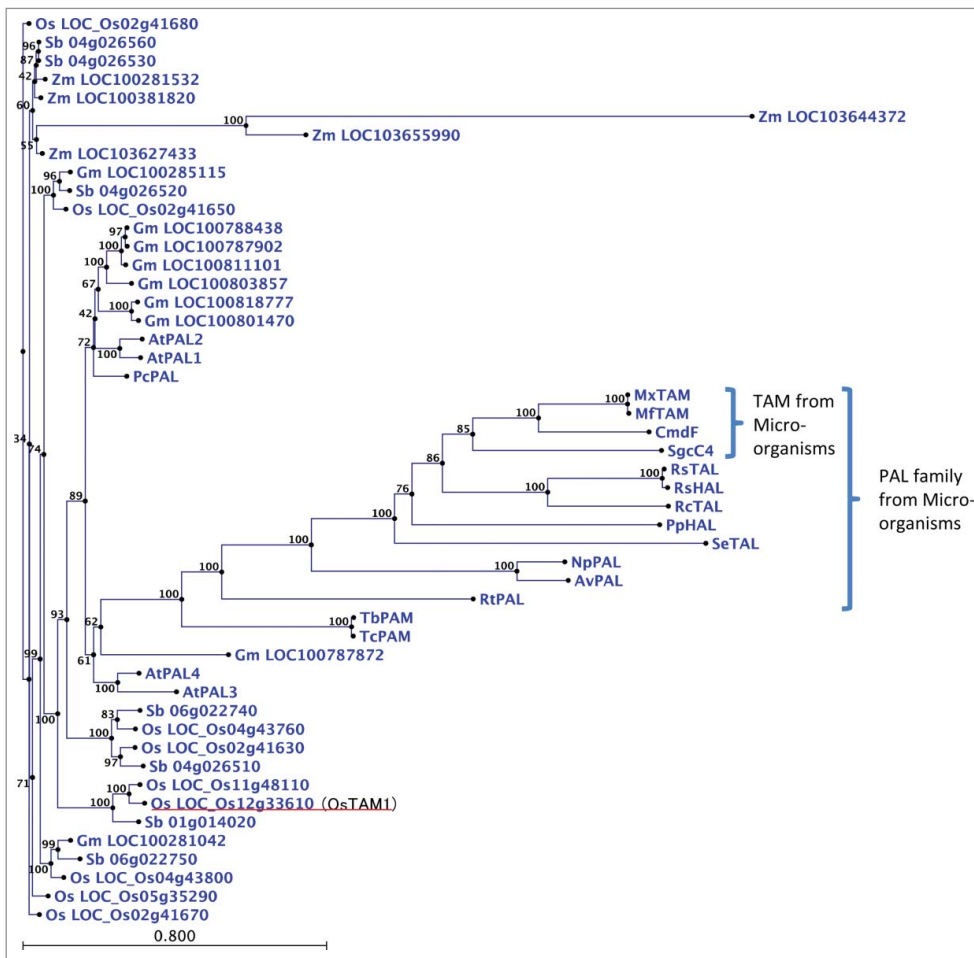 Os LOC_Os02g41680
96
Sb 04g026560
87
Sb 04g026530
42
Zm LOC100281532
Zm LOC100381820
60
100
Zm LOC103644372
Zm LOC103655990
55
Zm LOC103627433
96
Gm LOC100285115
100
Sb 04g026520
Os LOC_Os02g41650
97
Gm LOC100788438
100
Gm LOC100787902
100
Gm LOC100811101
67
Gm LOC100803857
100
Gm LOC100818777
42
Gm LOC100801470
72
AtPAL2
100
AtPAL1
PcPAL
100
MxTAM
100
MfTAM
85
CmdF
SgcC4
TAM from
Micro-
organisms
86
100
RsTAL
76
RsHAL
100
RcTAL
100
PpHAL
SeTAL
PAL family
from Micro-
organisms
34
74
89
100
100
NpPAL
100
AvPAL
100
RtPAL
93
62
100
TbPAM
TcPAM
99
61
Gm LOC100787872
100
AtPAL4
AtPAL3
100
83
Sb 06g022740
100
Os LOC_Os04g43760
Os LOC_Os02g41630
97
Sb 04g026510
71
100
Os LOC_Os11g48110
100
Os LOC_Os12g33610 (OsTAM1)
Sb 01g014020
99
Gm LOC100281042
100
Sb 06g022750
Os LOC_Os04g43800
Os LOC_Os05g35290
Os LOC_Os02g41670
0.800